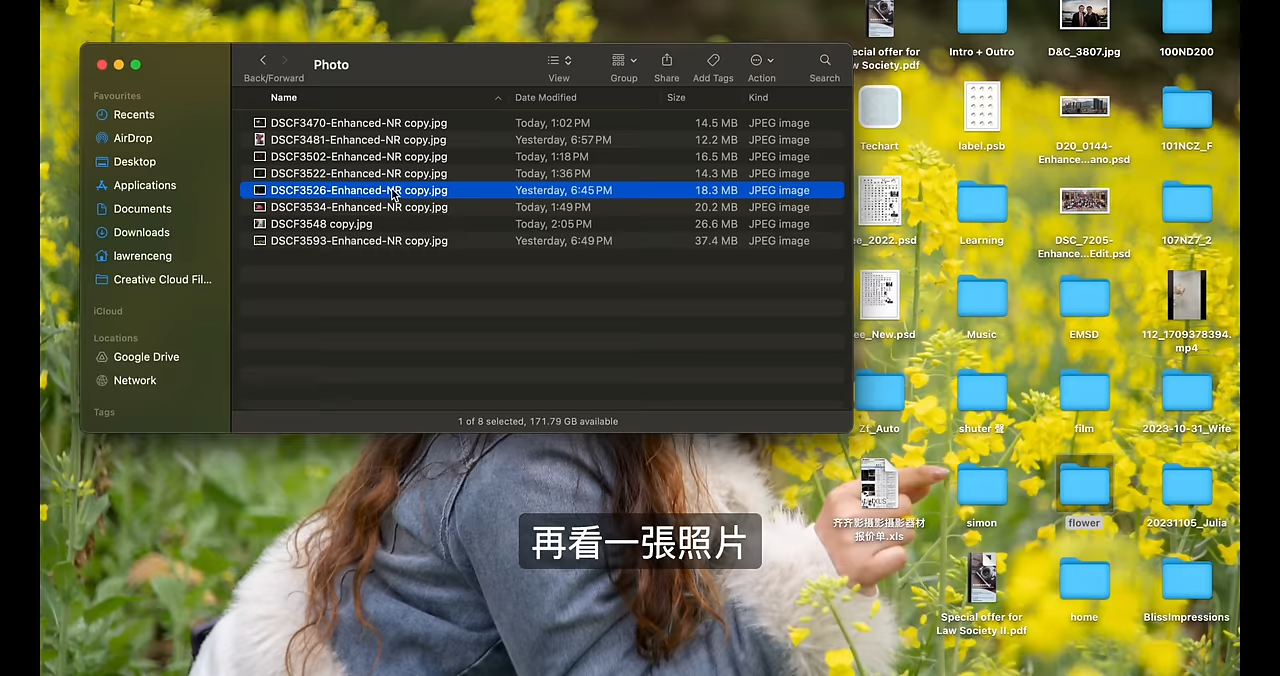 Photo
Back/Forward
View
Group
Share
Add Tags
Action
Search
Favourites
Recents
AirDrop
Desktop
Applications
Documents
Downloads
lawrenceng
Creative Cloud Fil...
iCloud
Locations
Google Drive
Network
Tags
Name Date Modified Size Kind
DSCF3470-Enhanced-NR copy.jpg Today, 1:02 PM 14.5 MB JPEG image
DSCF3481-Enhanced-NR copy.jpg Yesterday, 6:57 PM 12.2 MB JPEG image
DSCF3502-Enhanced-NR copy.jpg Today, 1:18 PM 16.5 MB JPEG image
DSCF3522-Enhanced-NR copy.jpg Today, 1:36 PM 14.3 MB JPEG image
DSCF3526-Enhanced-NR copy.jpg Yesterday, 6:45 PM 18.3 MB JPEG image
DSCF3534-Enhanced-NR copy.jpg Today, 1:49 PM 20.2 MB JPEG image
DSCF3548 copy.jpg Today, 2:05 PM 26.6 MB JPEG image
DSCF3593-Enhanced-NR copy.jpg Yesterday, 6:49 PM 37.4 MB JPEG image
1 of 8 selected, 171.79 GB available
ecial offer for
w Society.pdf
Intro + Outro
D&C_3807.jpg
100ND200
Techart
label.psb
D20_0144-
Enhance...ano.psd
101NCZ_F
ee_2022.psd
Learning
DSC_7205-
Enhance...Edit.psd
107NZ7_2
ee_New.psd
Music
EMSD
112_1709378394.
mp4
Zf_Auto
shuter 聲
film
2023-10-31_Wife
齐齐影摄影摄影器材
报价单.xls
simon
flower
20231105_Julia
Special offer for
Law Society II.pdf
home
BlissImpressions
再看一張照片